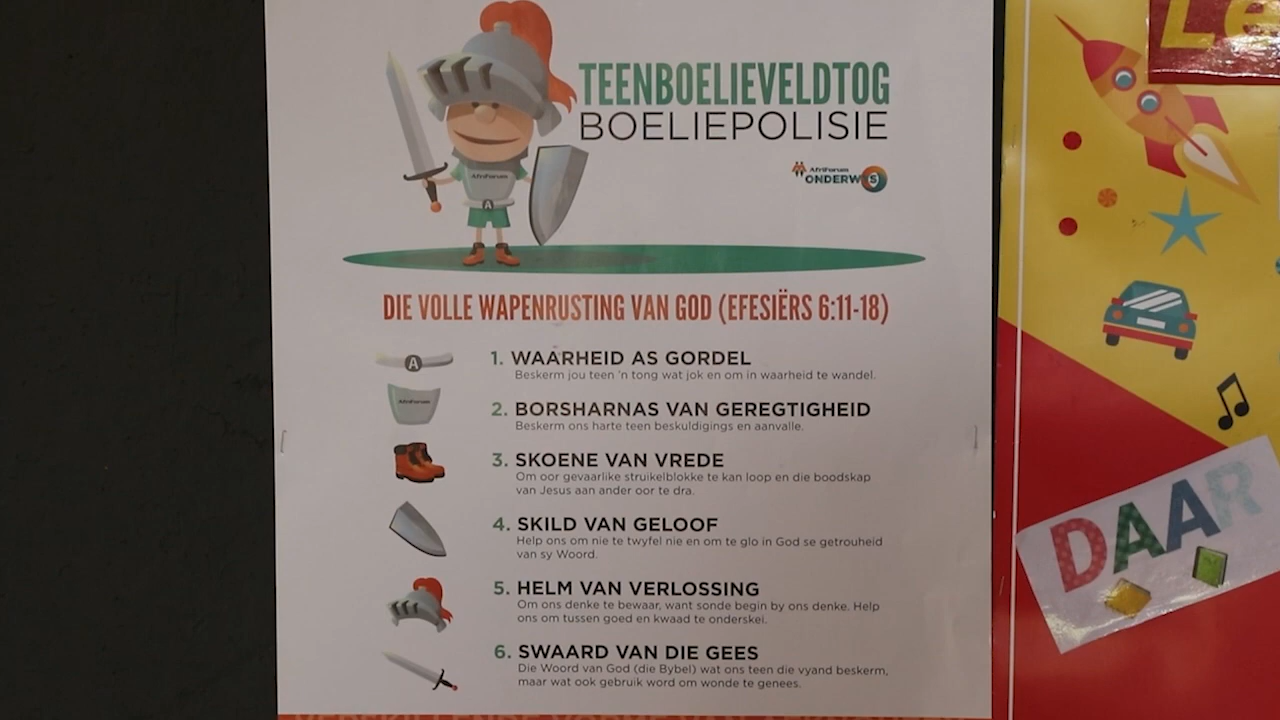 TEENBOELIEVELDTOG
BOELIEPOLISIE
AfriForum
ONDERWYS
AfriForum
A
DIE VOLLE WAPENRUSTING VAN GOD (EFESIËRS 6:11-18)
A
1. WAARHEID AS GORDEL
Beskerm jou teen 'n tong wat jok en om in waarheid te wandel.
AfriForum
2. BORSHARNAS VAN GEREGTIGHEID
Beskerm ons harte teen beskuldigings en aanvalle.
3. SKOENE VAN VREDE
Om oor gevaarlike struikelblokke te kan loop en die boodskap
van Jesus aan ander oor te dra.
4. SKILD VAN GELOOF
Help ons om nie te twyfel nie en om te glo in God se getrouheid
van sy Woord.
5. HELM VAN VERLOSSING
Om ons denke te bewaar, want sonde begin by ons denke. Help
ons om tussen goed en kwaad te onderskei.
6. SWAARD VAN DIE GEES
Die Woord van God (die Bybel) wat ons teen die vyand beskerm,
maar wat ook gebruik word om wonde te genees.
Le
DAAR